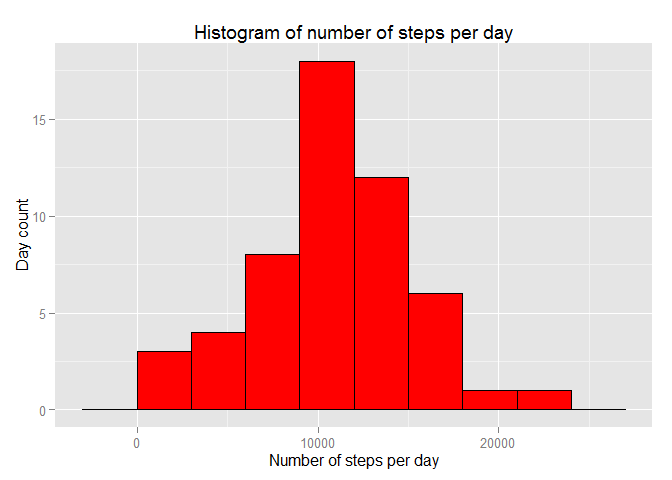 Histogram of number of steps per day
Day count
15
10
5
0
0
10000
20000
Number of steps per day